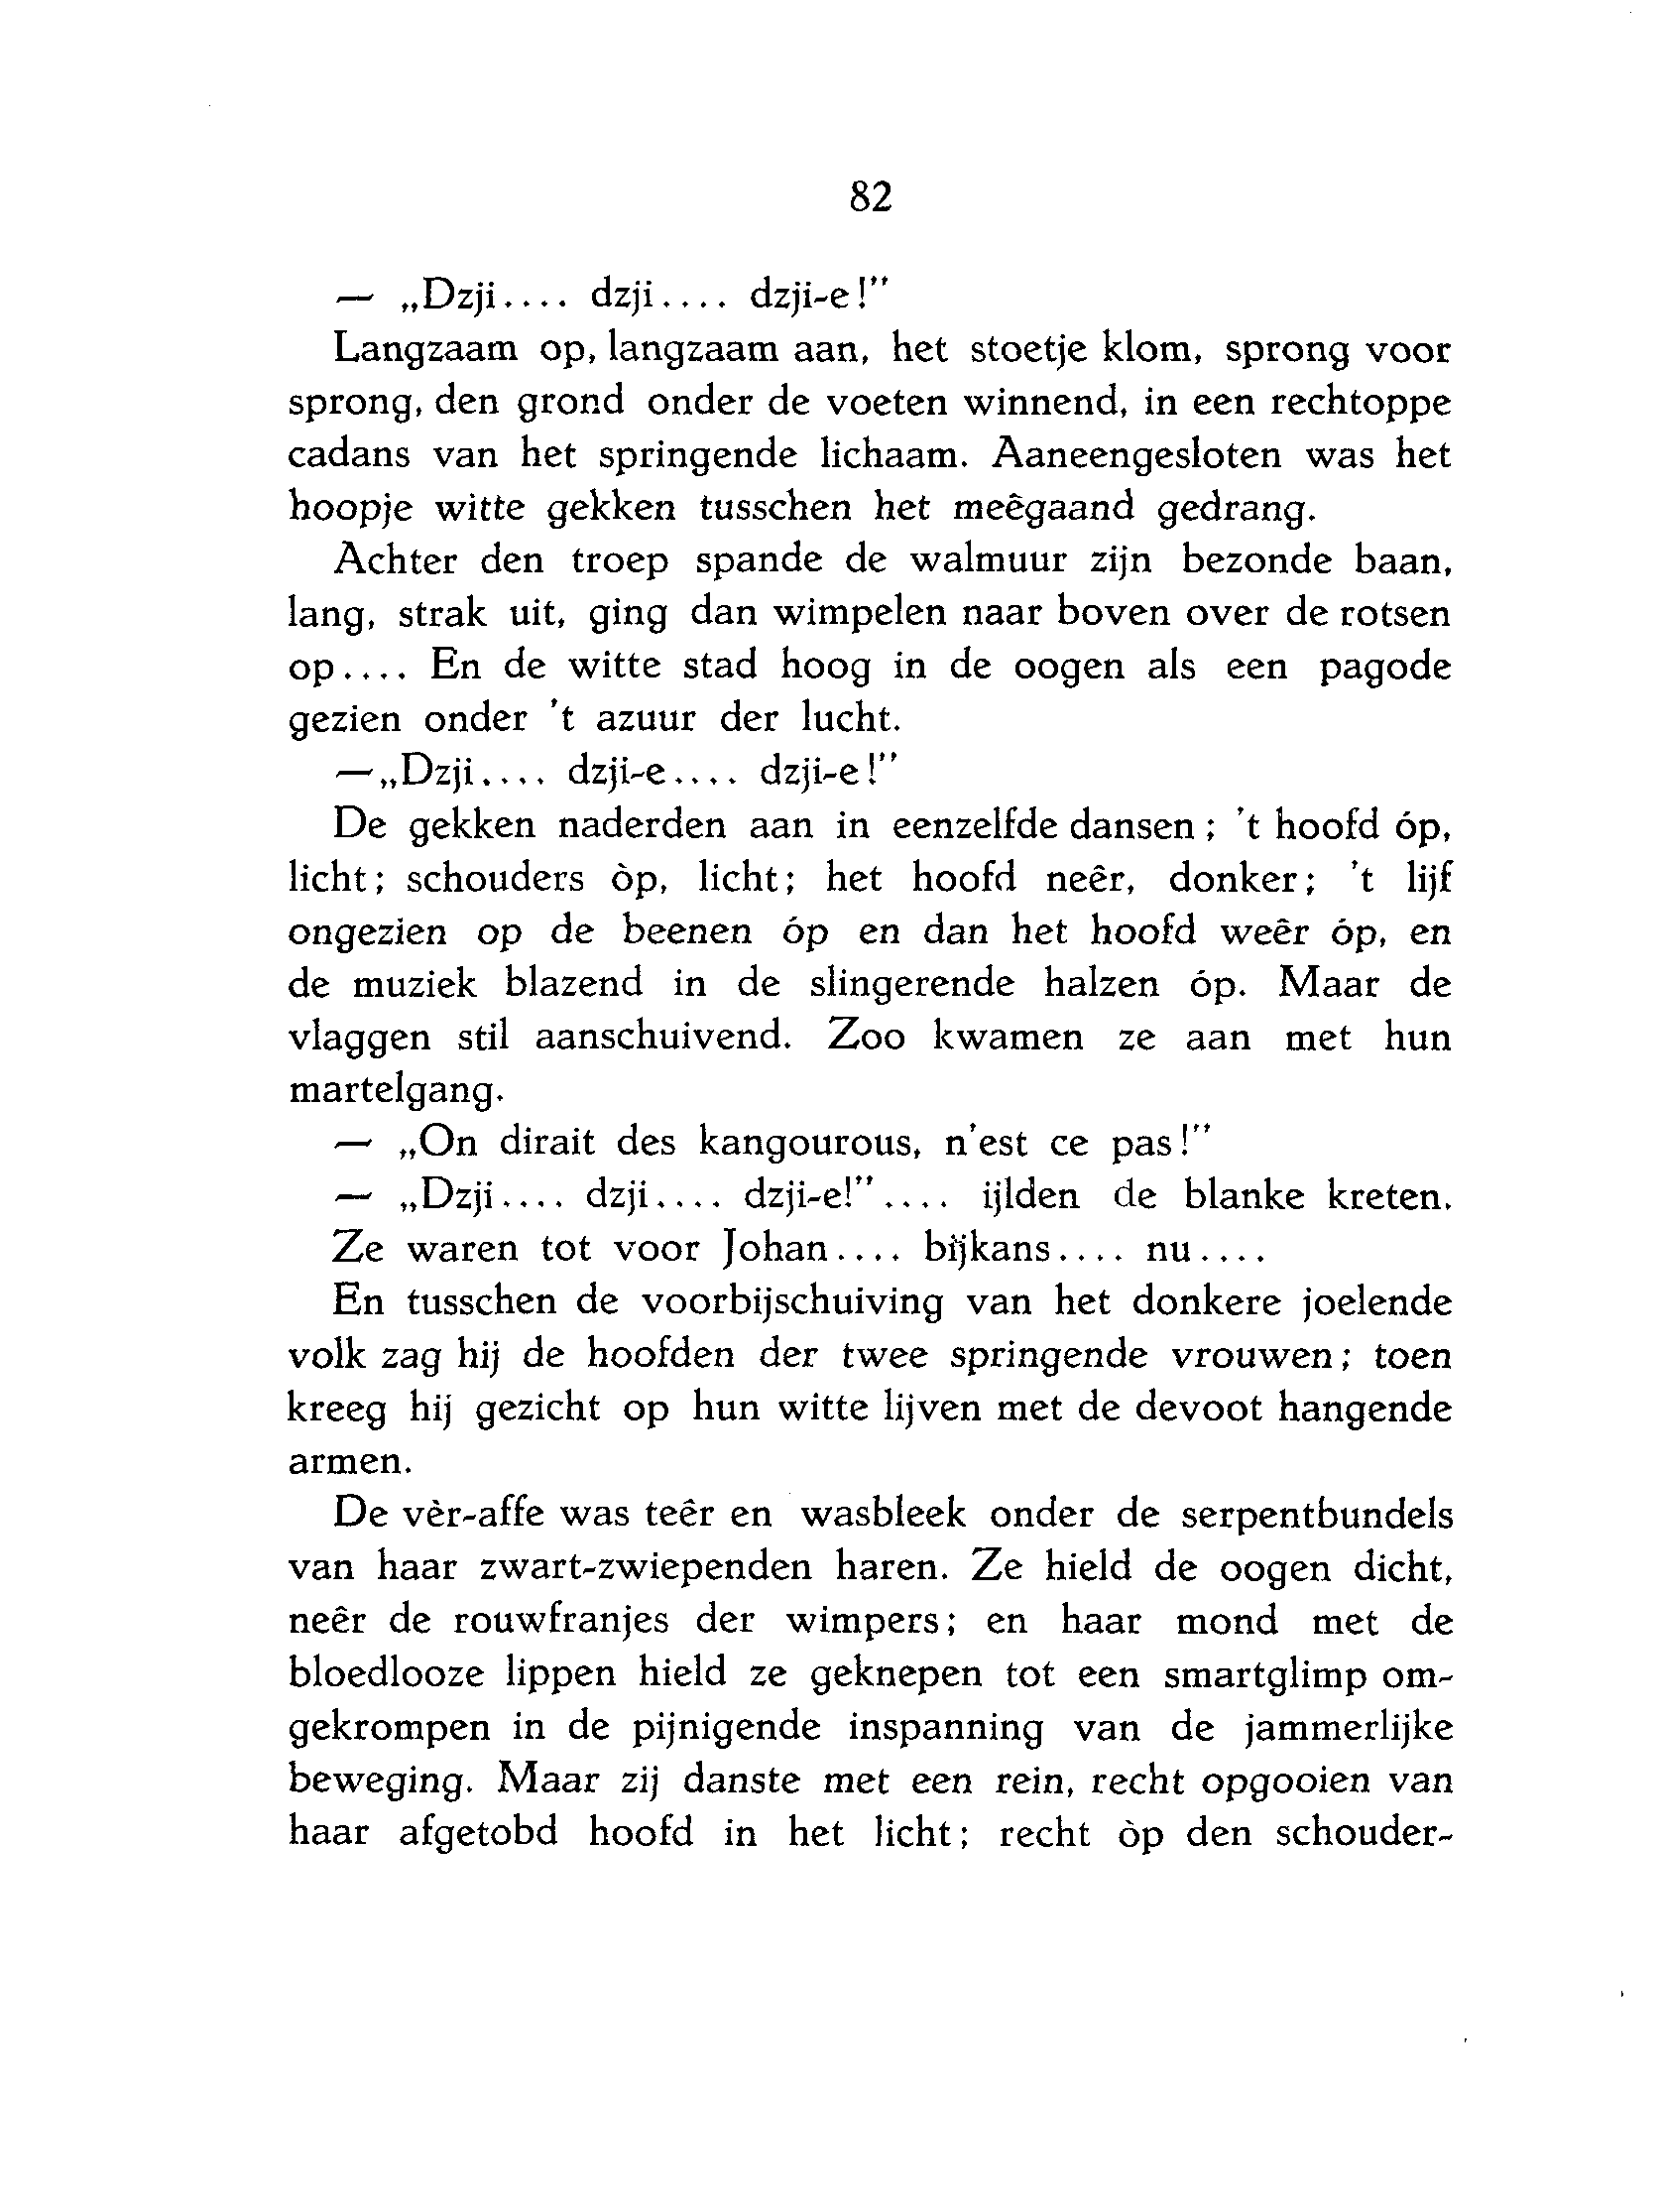 82
— „Dzji.... dzji.... dzji-e!"
Langzaam op, langzaam aan, het stoetje klom, sprong voor
sprong, den grond onder de voeten winnend, in een rechtoppe
cadans van het springende lichaam. Aaneengesloten was het
hoopje witte gekken tusschen het meêgaand gedrang.
Achter den troep spande de walmuur zijn bezonde baan,
lang, strak uit, ging dan wimpelen naar boven over de rotsen
op.... En de witte stad hoog in de oogen als een pagode
gezien onder 't azuur der lucht.
—„Dzji.... dzji-e.... dzji-e!"
De gekken naderden aan in eenzelfde dansen; 't hoofd óp,
licht; schouders òp, licht; het hoofd neêr, donker; 't lijf
ongezien op de beenen óp en dan het hoofd weêr óp, en
de muziek blazend in de slingerende halzen óp. Maar de
vlaggen stil aanschuivend. Zoo kwamen ze aan met hun
martelgang.
— „On dirait des kangourous, n'est ce pas!"
— „Dzji.... dzji.... dzji-e!".... ijlden de blanke kreten.
Ze waren tot voor Johan.... bijkans.... nu....
En tusschen de voorbijschuiving van het donkere joelende
volk zag hij de hoofden der twee springende vrouwen; toen
kreeg hij gezicht op hun witte lijven met de devoot hangende
armen.
De vèr-affe was teêr en wasbleek onder de serpentbundels
van haar zwart-zwiependen haren. Ze hield de oogen dicht,
neêr de rouwfranjes der wimpers; en haar mond met de
bloedlooze lippen hield ze geknepen tot een smartglimp om-
gekrompen in de pijnigende inspanning van de jammerlijke
beweging. Maar zij danste met een rein, recht opgooien van
haar afgetobd hoofd in het licht; recht òp den schouder-